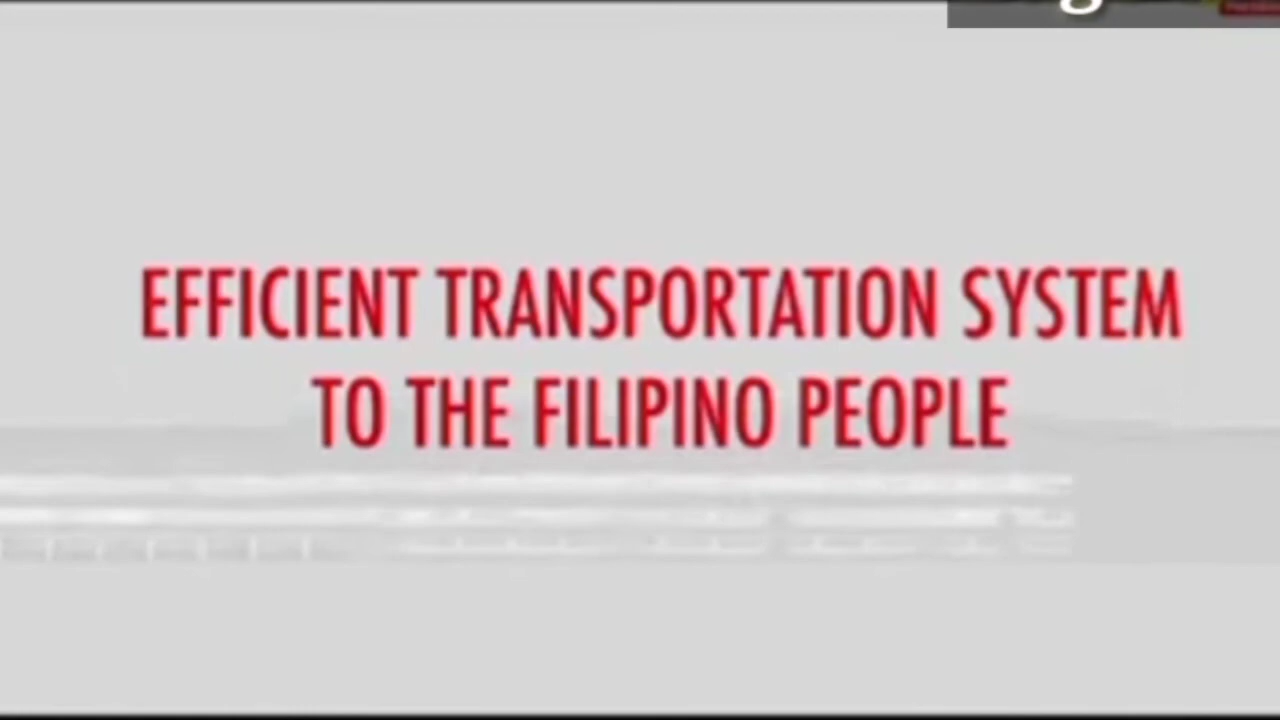 EFFICIENT TRANSPORTATION SYSTEM
TO THE FILIPINO PEOPLE